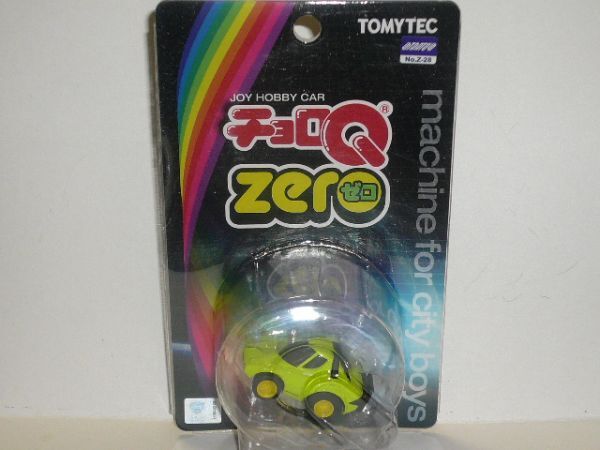 TOMYTEC
No.Z-28
JOY HOBBY CAR
チョロQ®
zero ゼロ
machine for city boys